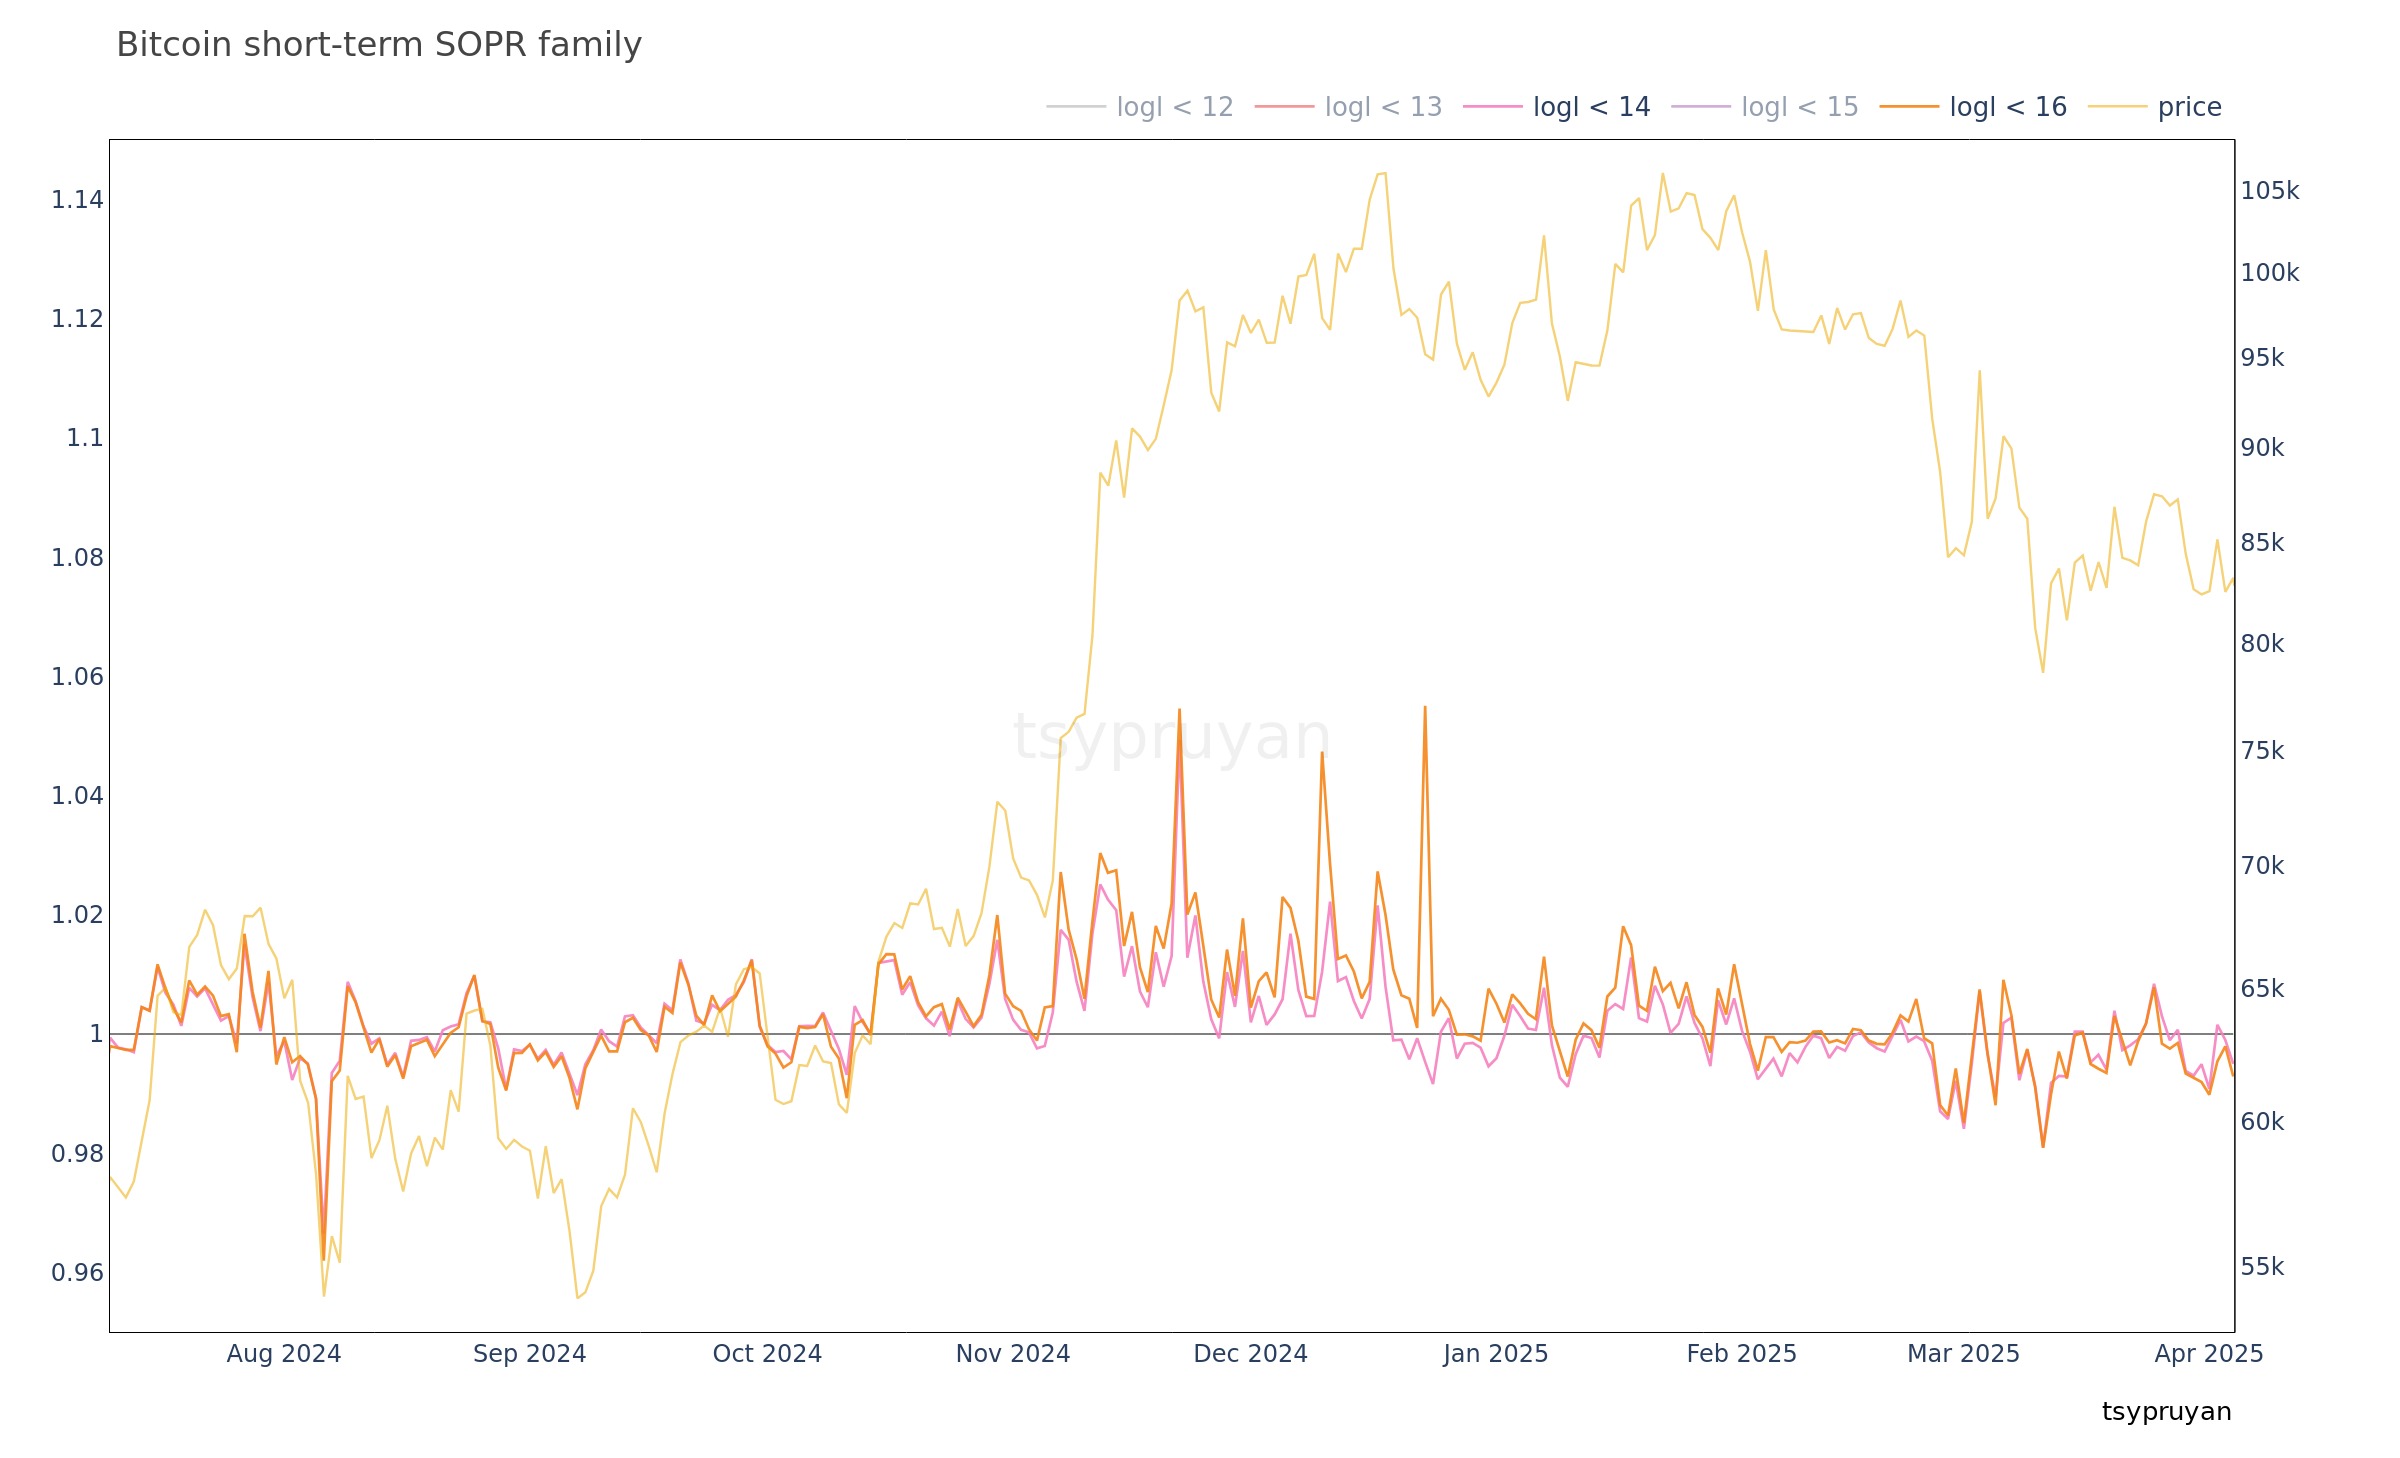 Bitcoin short-term SOPR family
logl < 12 logl < 13 logl < 14 logl < 15 logl < 16 price
1.14
1.12
1.1
1.08
1.06
1.04
1.02
1
0.98
0.96
105k
100k
95k
90k
85k
80k
75k
70k
65k
60k
55k
tsypruyan
Aug 2024 Sep 2024 Oct 2024 Nov 2024 Dec 2024 Jan 2025 Feb 2025 Mar 2025 Apr 2025
tsypruyan